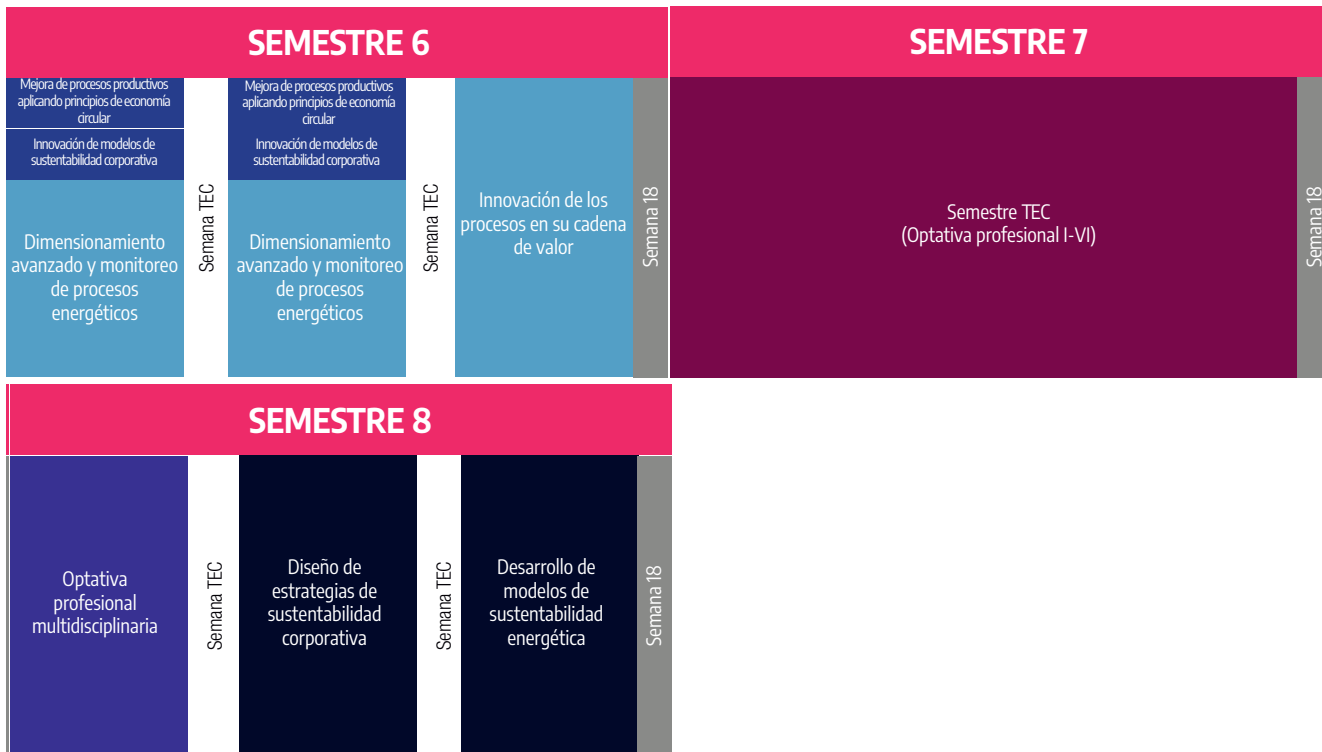 SEMESTRE 6
Mejora de procesos productivos
aplicando principios de economía
circular
Innovación de modelos de
sustentabilidad corporativa
Dimensionamiento
avanzado y monitoreo
de procesos
energéticos
Semana TEC
Mejora de procesos productivos
aplicando principios de economía
circular
Innovación de modelos de
sustentabilidad corporativa
Dimensionamiento
avanzado y monitoreo
de procesos
energéticos
Semana TEC
Innovación de los
procesos en su cadena
de valor
Semana 18
SEMESTRE 7
Semestre TEC
(Optativa profesional I-VI)
Semana 18
SEMESTRE 8
Optativa
profesional
multidisciplinaria
Semana TEC
Diseño de
estrategias de
sustentabilidad
corporativa
Semana TEC
Desarrollo de
modelos de
sustentabilidad
energética
Semana 18